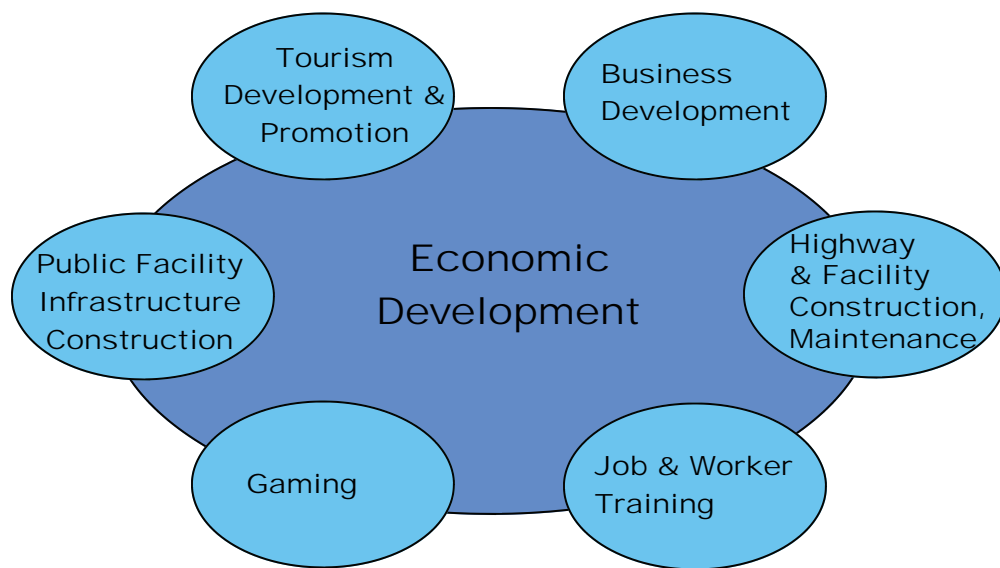 Tourism
Development &
Promotion
Business
Development
Public Facility
Infrastructure
Construction
Economic
Development
Highway
& Facility
Construction,
Maintenance
Gaming
Job & Worker
Training